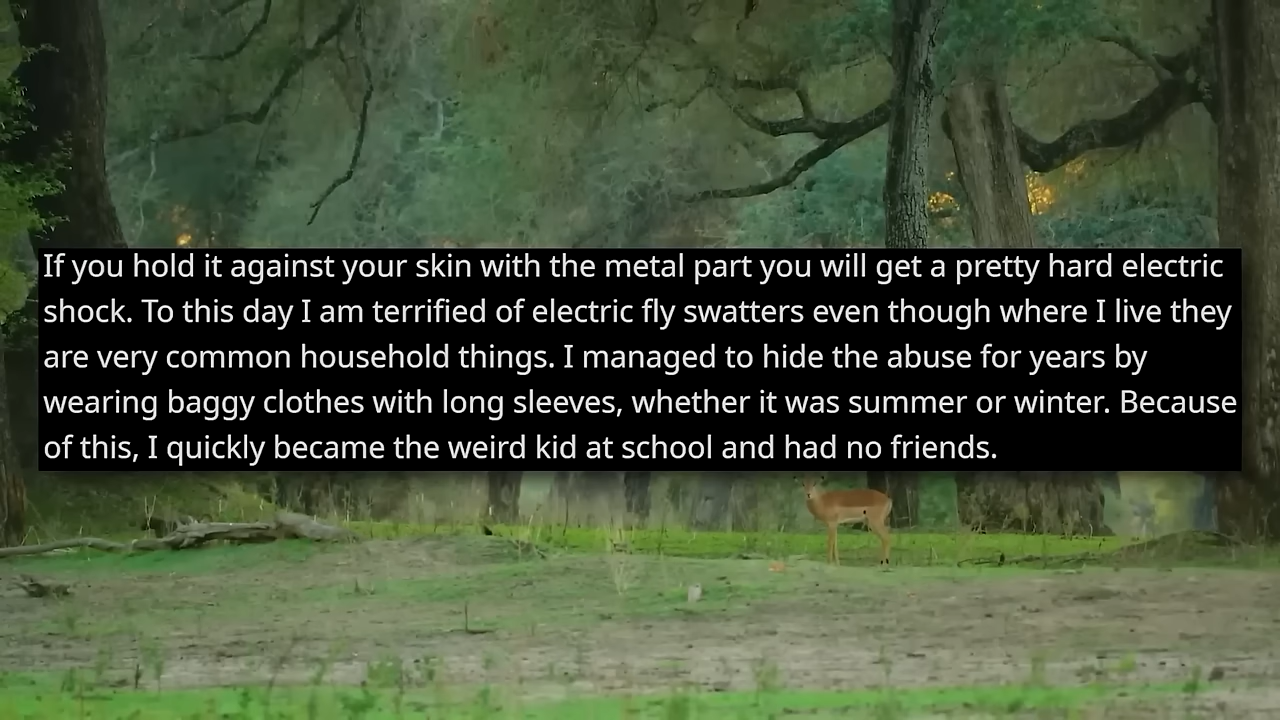 If you hold it against your skin with the metal part you will get a pretty hard electric
shock. To this day I am terrified of electric fly swatters even though where I live they
are very common household things. I managed to hide the abuse for years by
wearing baggy clothes with long sleeves, whether it was summer or winter. Because
of this, I quickly became the weird kid at school and had no friends.